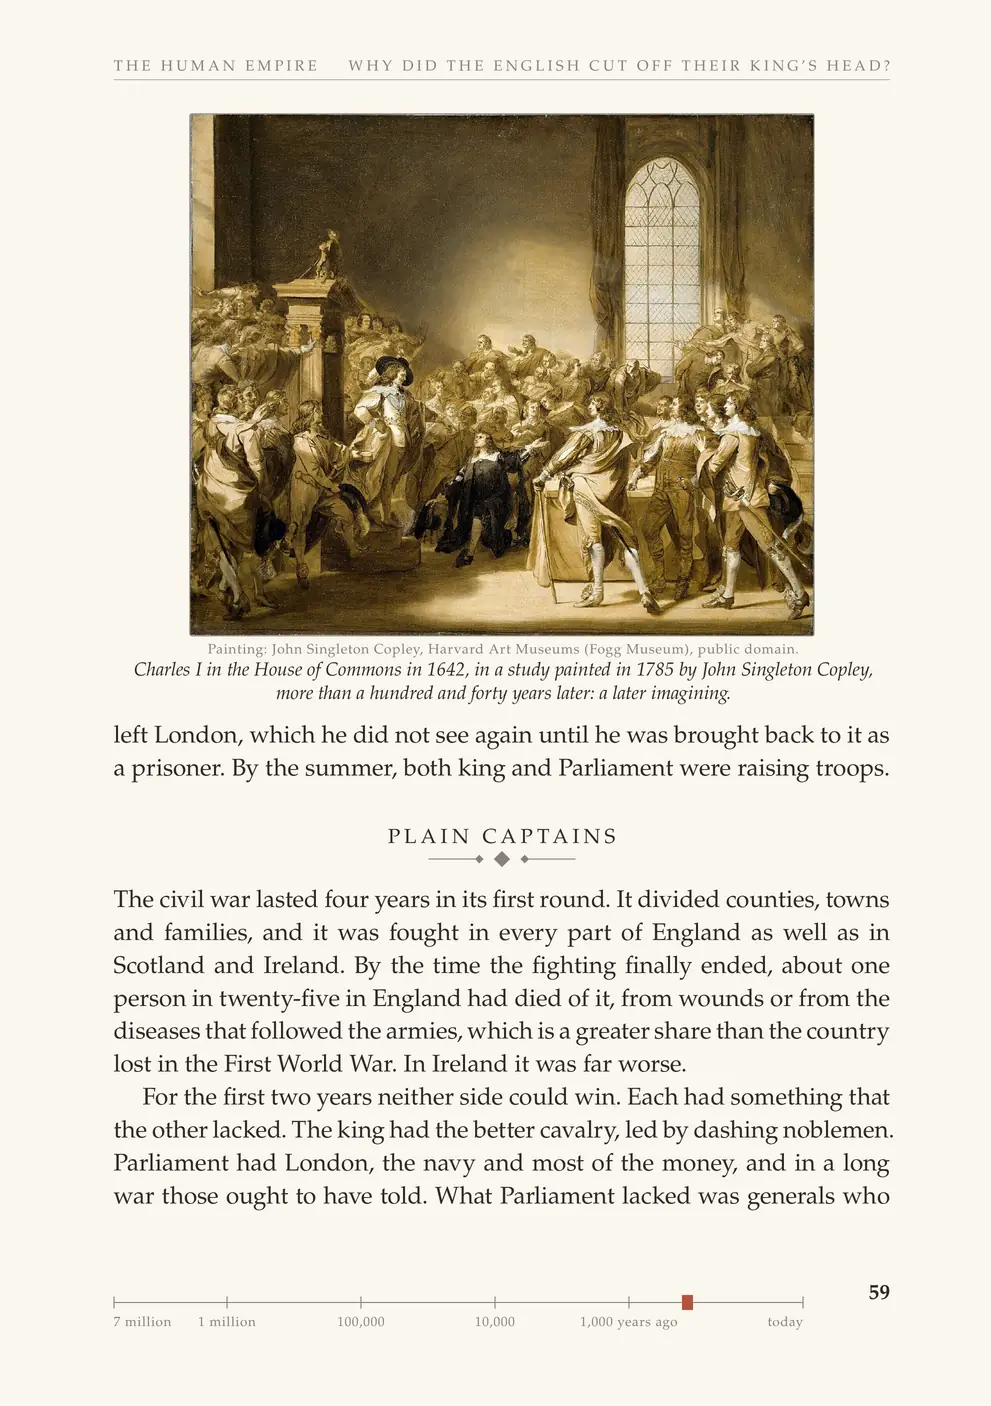 THE HUMAN EMPIRE WHY DID THE ENGLISH CUT OFF THEIR KING’S HEAD?
Painting: John Singleton Copley, Harvard Art Museums (Fogg Museum), public domain.
Charles I in the House of Commons in 1642, in a study painted in 1785 by John Singleton Copley,
more than a hundred and forty years later: a later imagining.
left London, which he did not see again until he was brought back to it as
a prisoner. By the summer, both king and Parliament were raising troops.
PLAIN CAPTAINS
The civil war lasted four years in its first round. It divided counties, towns
and families, and it was fought in every part of England as well as in
Scotland and Ireland. By the time the fighting finally ended, about one
person in twenty-five in England had died of it, from wounds or from the
diseases that followed the armies, which is a greater share than the country
lost in the First World War. In Ireland it was far worse.
For the first two years neither side could win. Each had something that
the other lacked. The king had the better cavalry, led by dashing noblemen.
Parliament had London, the navy and most of the money, and in a long
war those ought to have told. What Parliament lacked was generals who
59
7 million 1 million 100,000 10,000 1,000 years ago today